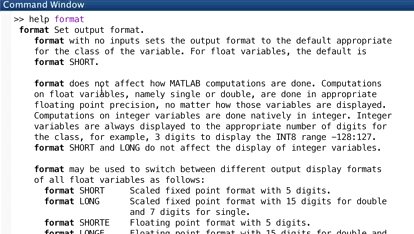 Command Window
>> help format
format Set output format.
format with no inputs sets the output format to the default appropriate
for the class of the variable. For float variables, the default is
format SHORT.
format does not affect how MATLAB computations are done. Computations
on float variables, namely single or double, are done in appropriate
floating point precision, no matter how those variables are displayed.
Computations on integer variables are done natively in integer. Integer
variables are always displayed to the appropriate number of digits for
the class, for example, 3 digits to display the INT8 range -128:127.
format SHORT and LONG do not affect the display of integer variables.
format may be used to switch between different output display formats
of all float variables as follows:
format SHORT Scaled fixed point format with 5 digits.
format LONG Scaled fixed point format with 15 digits for double
and 7 digits for single.
format SHORTE Floating point format with 5 digits.
format LONGE Floating point format with 15 digits for double and